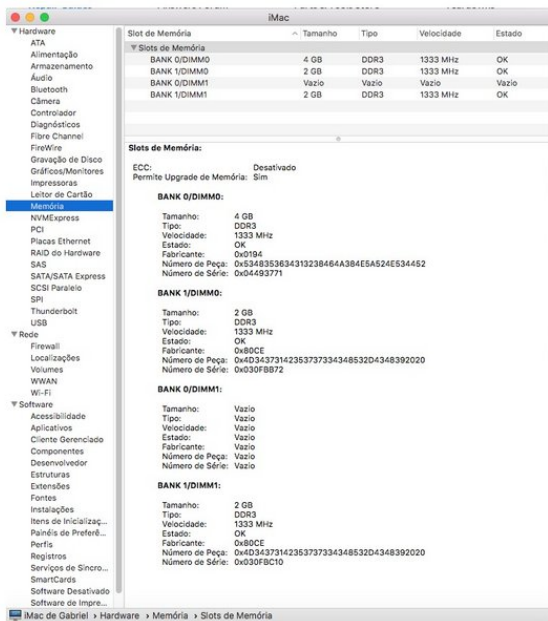 iMac
Hardware
ATA
Alimentação
Armazenamento
Áudio
Bluetooth
Câmera
Controlador
Diagnósticos
Fibre Channel
FireWire
Gravação de Disco
Gráficos/Monitores
Impressoras
Leitor de Cartão
Memória
NVMExpress
PCI
Placas Ethernet
RAID do Hardware
SAS
SATA/SATA Express
SCSI Paralelo
SPI
Thunderbolt
USB
Rede
Firewall
Localizações
Volumes
WWAN
Wi-Fi
Software
Acessibilidade
Aplicativos
Cliente Gerenciado
Componentes
Desenvolvedor
Estruturas
Extensões
Fontes
Instalações
Itens de Inicializaç...
Painéis de Preferê...
Perfis
Registros
Serviços de Sincro...
SmartCards
Software Desativado
Software de Impre...
Slot de Memória Tamanho Tipo Velocidade Estado
Slots de Memória
BANK 0/DIMM0 4 GB DDR3 1333 MHz OK
BANK 1/DIMM0 2 GB DDR3 1333 MHz OK
BANK 0/DIMM1 Vazio Vazio Vazio Vazio
BANK 1/DIMM1 2 GB DDR3 1333 MHz OK
Slots de Memória:
ECC: Desativado
Permite Upgrade de Memória: Sim
BANK 0/DIMM0:
Tamanho: 4 GB
Tipo: DDR3
Velocidade: 1333 MHz
Estado: OK
Fabricante: 0x0194
Número de Peça: 0x5348353634313238464A384E5A524E534452
Número de Série: 0x04493771
BANK 1/DIMM0:
Tamanho: 2 GB
Tipo: DDR3
Velocidade: 1333 MHz
Estado: OK
Fabricante: 0x80CE
Número de Peça: 0x4D34373142353737334348532D4348392020
Número de Série: 0x030FBB72
BANK 0/DIMM1:
Tamanho: Vazio
Tipo: Vazio
Velocidade: Vazio
Estado: Vazio
Fabricante: Vazio
Número de Peça: Vazio
Número de Série: Vazio
BANK 1/DIMM1:
Tamanho: 2 GB
Tipo: DDR3
Velocidade: 1333 MHz
Estado: OK
Fabricante: 0x80CE
Número de Peça: 0x4D34373142353737334348532D4348392020
Número de Série: 0x030FBC10
iMac de Gabriel › Hardware › Memória › Slots de Memória